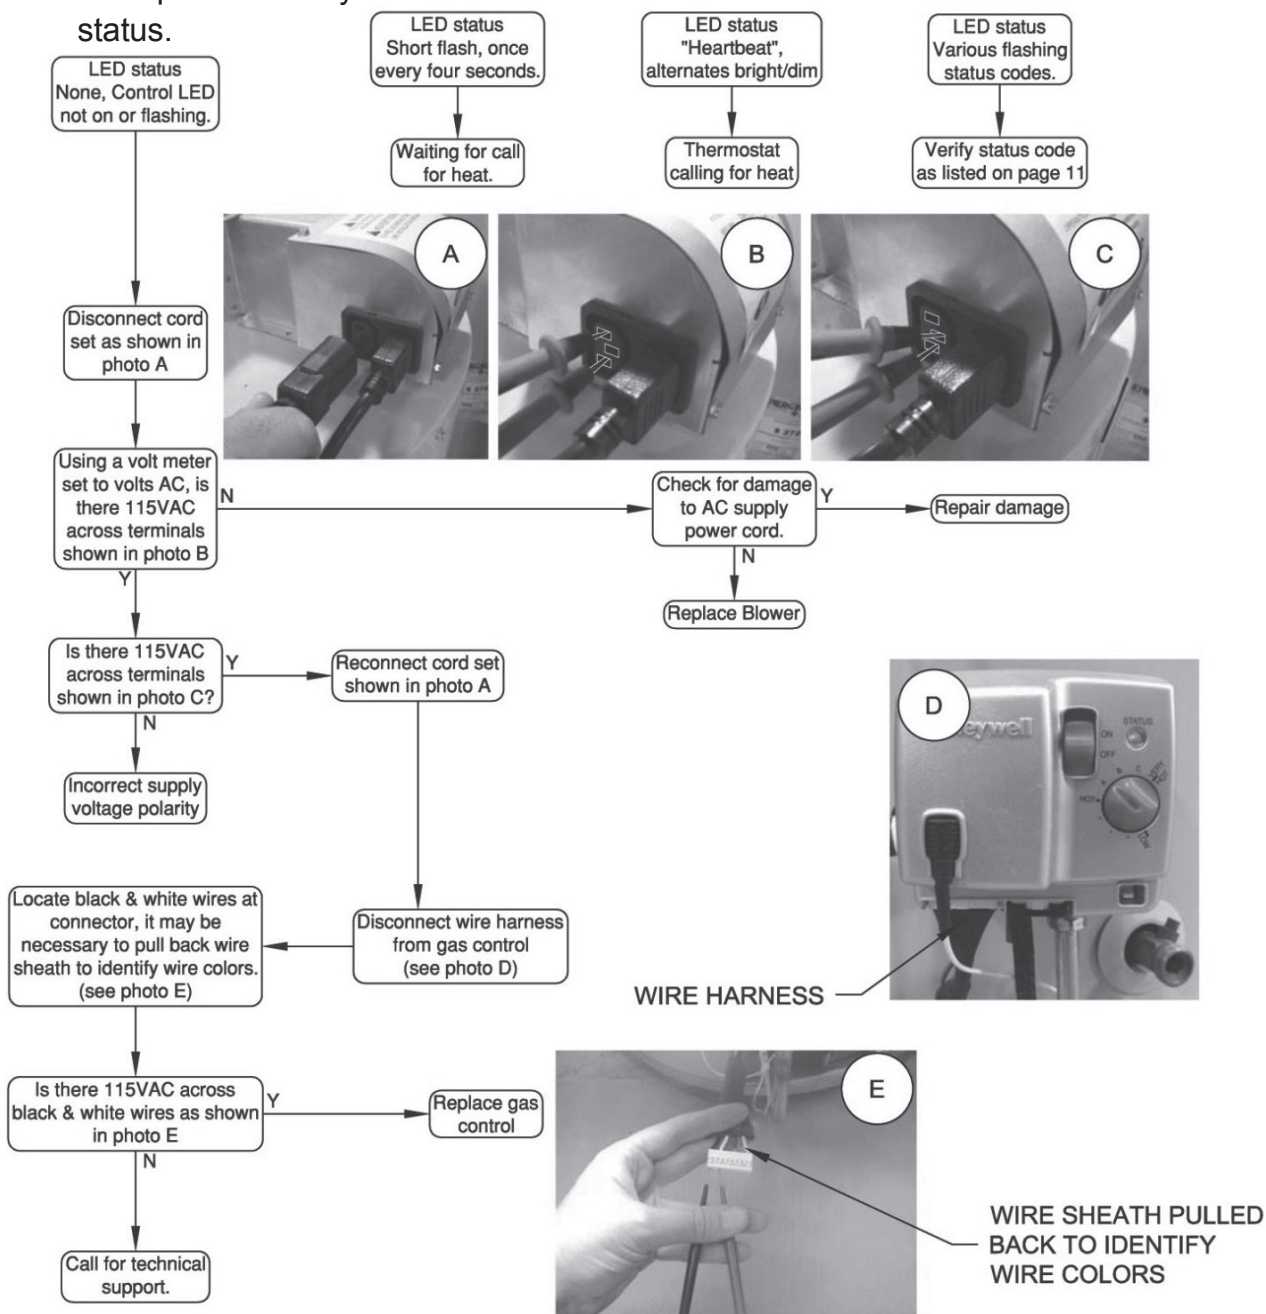 status.
LED status
None, Control LED
not on or flashing.
LED status
Short flash, once
every four seconds.
LED status
"Heartbeat",
alternates bright/dim
LED status
Various flashing
status codes.
Waiting for call
for heat.
Thermostat
calling for heat
Verify status code
as listed on page 11
A
B
C
Disconnect cord
set as shown in
photo A
Using a volt meter
set to volts AC, is
there 115VAC
across terminals
shown in photo B
N
Y
Check for damage
to AC supply
power cord.
Y
N
Repair damage
Replace Blower
Is there 115VAC
across terminals
shown in photo C?
Y
N
Reconnect cord set
shown in photo A
Incorrect supply
voltage polarity
D
eywell
STATUS
ON
OFF
A
B
C
VERY
HOT
HOT
LOW
Locate black & white wires at
connector, it may be
necessary to pull back wire
sheath to identify wire colors.
(see photo E)
Disconnect wire harness
from gas control
(see photo D)
WIRE HARNESS
Is there 115VAC across
black & white wires as shown
in photo E
Y
N
Replace gas
control
E
Call for technical
support.
WIRE SHEATH PULLED
BACK TO IDENTIFY
WIRE COLORS